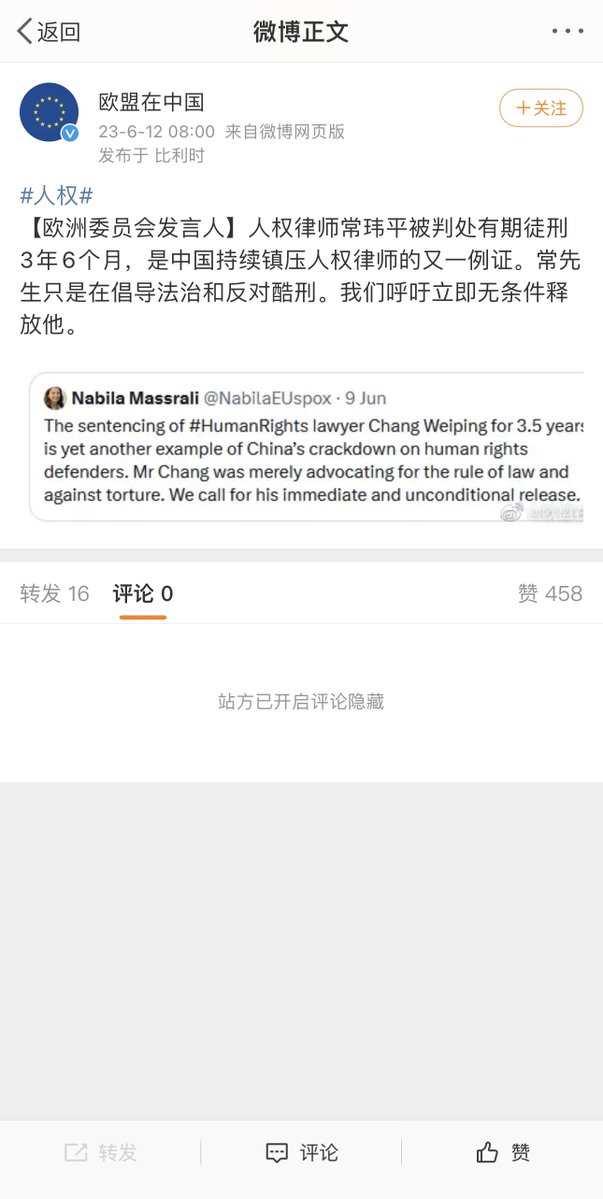 返回
微博正文
欧盟在中国
23-6-12 08:00 来自微博网页版
发布于 比利时
+关注
#人权#
【欧洲委员会发言人】人权律师常玮平被判处有期徒刑
3年6个月，是中国持续镇压人权律师的又一例证。常先
生只是在倡导法治和反对酷刑。我们呼吁立即无条件释
放他。
Nabila Massrali @NabilaEUspox · 9 Jun
The sentencing of #HumanRights lawyer Chang Weiping for 3.5 years
is yet another example of China's crackdown on human rights
defenders. Mr Chang was merely advocating for the rule of law and
against torture. We call for his immediate and unconditional release.
转发 16 评论 0 赞 458
站方已开启评论隐藏
转发 评论 赞